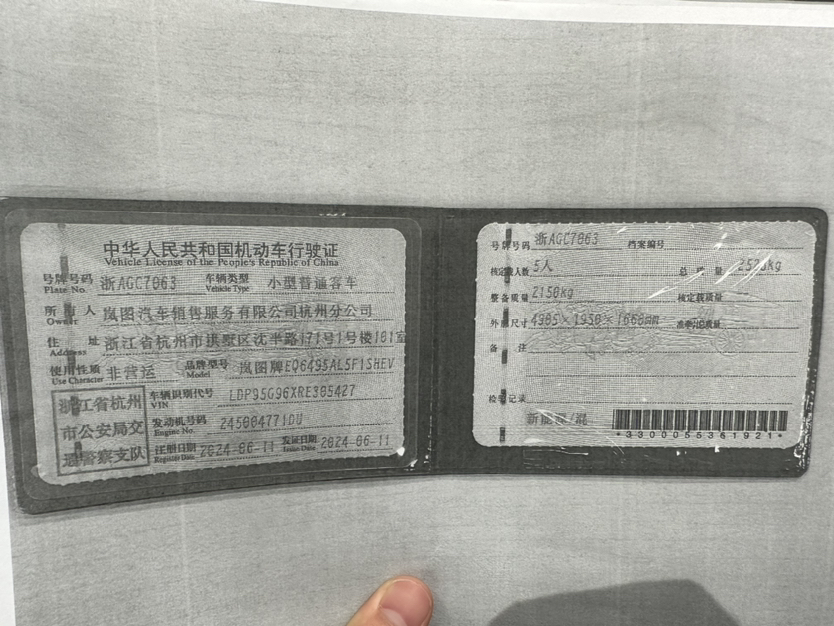 中华人民共和国机动车行驶证
Vehicle License of the People's Republic of China
号牌号码 Plate No. 浙AGC7063 车辆类型 Vehicle Type 小型普通客车
所有人 Owner 岚图汽车销售服务有限公司杭州分公司
住址 Address 浙江省杭州市拱墅区沈半路171号1号楼101室
使用性质 Use Character 非营运 品牌型号 Model 岚图牌EQ6495AL5F1SHEV
浙江省杭州市公安局交通警察支队
车辆识别代号 VIN LDP95G96XRE305427
发动机号码 Engine No.
注册日期 Register Date 2024-06-11 发证日期 Issue Date 2024-06-11
号牌号码 浙AGC7063 档案编号
核定载人数 5人 总质量
整备质量 2150kg 核定载质量
外廓尺寸 准牵引总质量
备注
检验记录
*3300055361921*